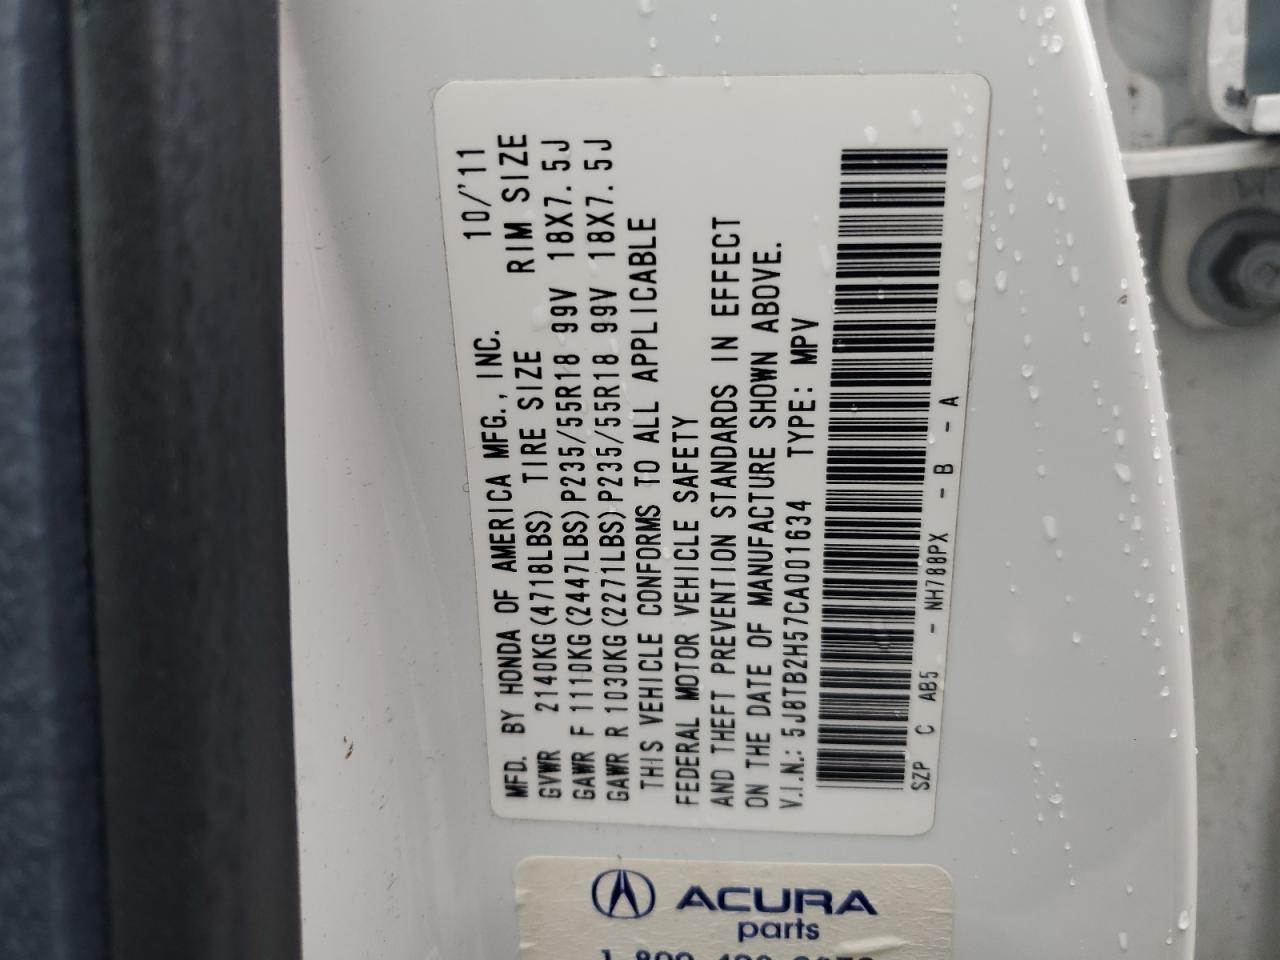 MFD. BY HONDA OF AMERICA MFG., INC. 10/'11
GVWR 2140KG(4718LBS) TIRE SIZE RIM SIZE
GAWR F 1110KG(2447LBS)P235/55R18 99V 18X7.5J
GAWR R 1030KG(2271LBS)P235/55R18 99V 18X7.5J
THIS VEHICLE CONFORMS TO ALL APPLICABLE
FEDERAL MOTOR VEHICLE SAFETY
AND THEFT PREVENTION STANDARDS IN EFFECT
ON THE DATE OF MANUFACTURE SHOWN ABOVE.
V.I.N.: 5J8TB2H57CA001634 TYPE: MPV
SZP C AB5 - NH788PX - B - A
ACURA
parts